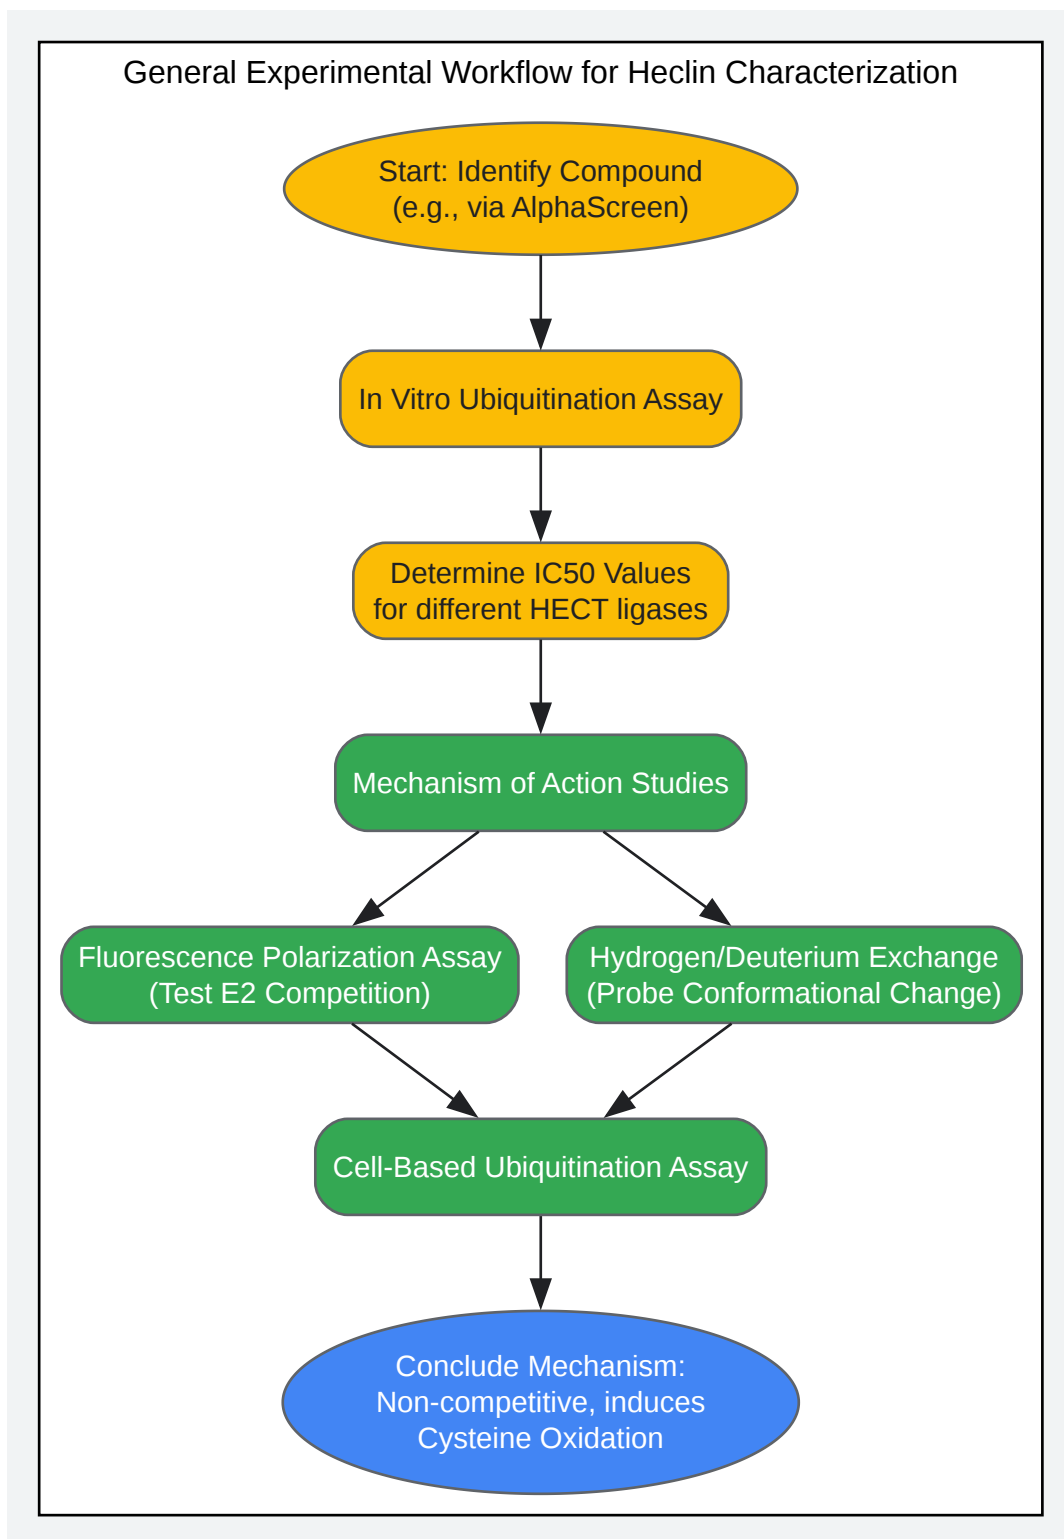 General Experimental Workflow for Heclin Characterization
Start: Identify Compound
(e.g., via AlphaScreen)
In Vitro Ubiquitination Assay
Determine IC50 Values
for different HECT ligases
Mechanism of Action Studies
Fluorescence Polarization Assay
(Test E2 Competition)
Hydrogen/Deuterium Exchange
(Probe Conformational Change)
Cell-Based Ubiquitination Assay
Conclude Mechanism:
Non-competitive, induces
Cysteine Oxidation